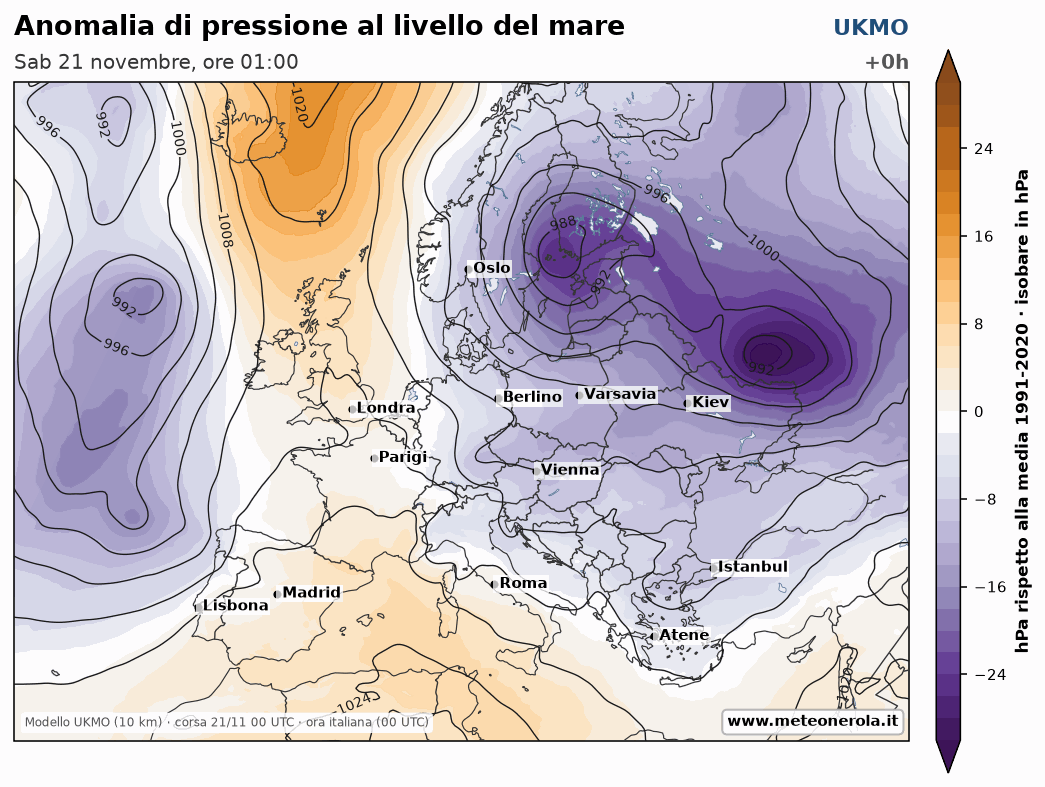 Anomalia di pressione al livello del mare
UKMO
Sab 21 novembre, ore 01:00
+0h
996
992
1000
1020
1008
992
996
988
996
992
1000
992
1024
1020
Oslo
Berlino
Varsavia
Kiev
Londra
Parigi
Vienna
Istanbul
Roma
Madrid
Lisbona
Atene
24
16
8
0
−8
−16
−24
hPa rispetto alla media 1991-2020 · isobare in hPa
Modello UKMO (10 km) · corsa 21/11 00 UTC · ora italiana (00 UTC)
www.meteonerola.it